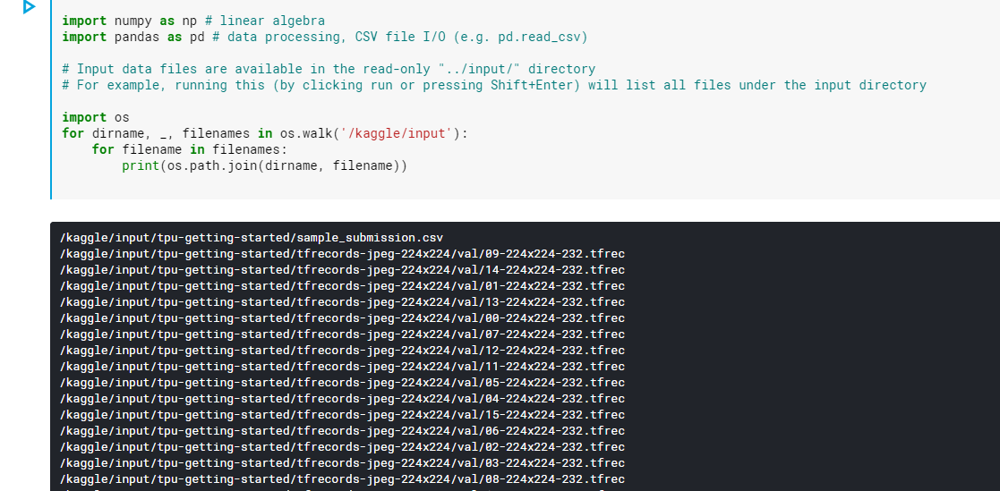 import numpy as np # linear algebra
import pandas as pd # data processing, CSV file I/O (e.g. pd.read_csv)
# Input data files are available in the read-only "../input/" directory
# For example, running this (by clicking run or pressing Shift+Enter) will list all files under the input directory
import os
for dirname, _, filenames in os.walk('/kaggle/input'):
    for filename in filenames:
        print(os.path.join(dirname, filename))
/kaggle/input/tpu-getting-started/sample_submission.csv
/kaggle/input/tpu-getting-started/tfrecords-jpeg-224x224/val/09-224x224-232.tfrec
/kaggle/input/tpu-getting-started/tfrecords-jpeg-224x224/val/14-224x224-232.tfrec
/kaggle/input/tpu-getting-started/tfrecords-jpeg-224x224/val/01-224x224-232.tfrec
/kaggle/input/tpu-getting-started/tfrecords-jpeg-224x224/val/13-224x224-232.tfrec
/kaggle/input/tpu-getting-started/tfrecords-jpeg-224x224/val/00-224x224-232.tfrec
/kaggle/input/tpu-getting-started/tfrecords-jpeg-224x224/val/07-224x224-232.tfrec
/kaggle/input/tpu-getting-started/tfrecords-jpeg-224x224/val/12-224x224-232.tfrec
/kaggle/input/tpu-getting-started/tfrecords-jpeg-224x224/val/11-224x224-232.tfrec
/kaggle/input/tpu-getting-started/tfrecords-jpeg-224x224/val/05-224x224-232.tfrec
/kaggle/input/tpu-getting-started/tfrecords-jpeg-224x224/val/04-224x224-232.tfrec
/kaggle/input/tpu-getting-started/tfrecords-jpeg-224x224/val/15-224x224-232.tfrec
/kaggle/input/tpu-getting-started/tfrecords-jpeg-224x224/val/06-224x224-232.tfrec
/kaggle/input/tpu-getting-started/tfrecords-jpeg-224x224/val/02-224x224-232.tfrec
/kaggle/input/tpu-getting-started/tfrecords-jpeg-224x224/val/03-224x224-232.tfrec
/kaggle/input/tpu-getting-started/tfrecords-jpeg-224x224/val/08-224x224-232.tfrec